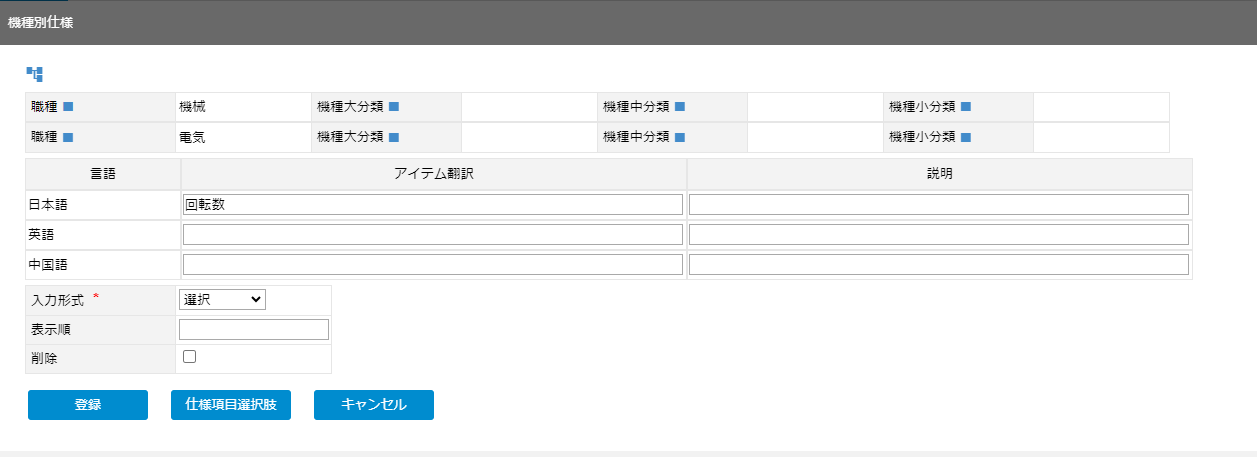 機種別仕様
職種 機械 機種大分類 機種中分類 機種小分類
職種 電気 機種大分類 機種中分類 機種小分類
言語 アイテム翻訳 説明
日本語 回転数
英語
中国語
入力形式 * 選択
表示順
削除
登録 仕様項目選択肢 キャンセル